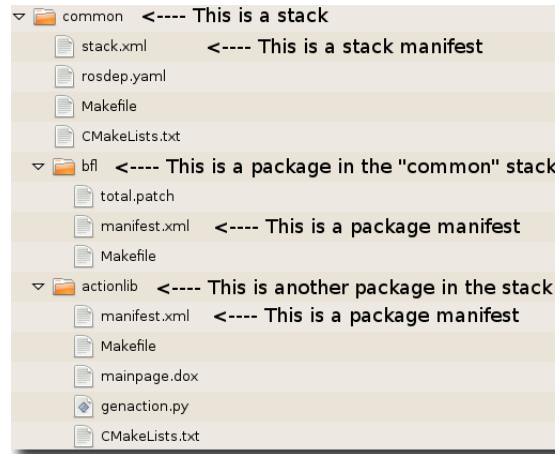 common <---- This is a stack
stack.xml <---- This is a stack manifest
rosdep.yaml
Makefile
CMakeLists.txt
bfl <---- This is a package in the "common" stack
total.patch
manifest.xml <---- This is a package manifest
Makefile
actionlib <---- This is another package in the stack
manifest.xml <---- This is a package manifest
Makefile
mainpage.dox
genaction.py
CMakeLists.txt